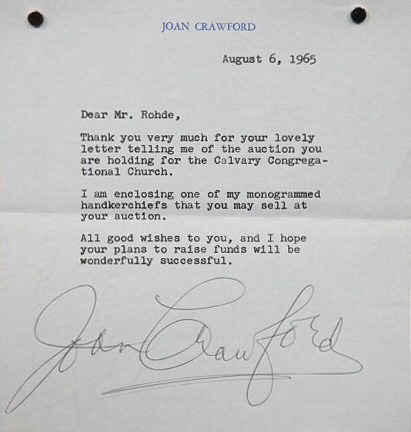 JOAN CRAWFORD
August 6, 1965
Dear Mr. Rohde,
Thank you very much for your lovely
letter telling me of the auction you
are holding for the Calvary Congrega-
tional Church.
I am enclosing one of my monogrammed
handkerchiefs that you may sell at
your auction.
All good wishes to you, and I hope
your plans to raise funds will be
wonderfully successful.
Joan Crawford